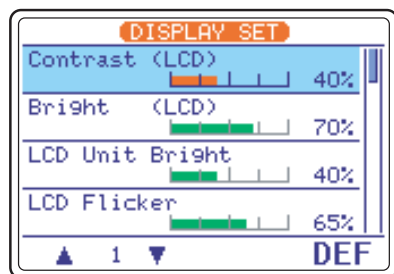 DISPLAY SET
Contrast (LCD)
40%
Bright (LCD)
70%
LCD Unit Bright
40%
LCD Flicker
65%
▲ 1 ▼ DEF